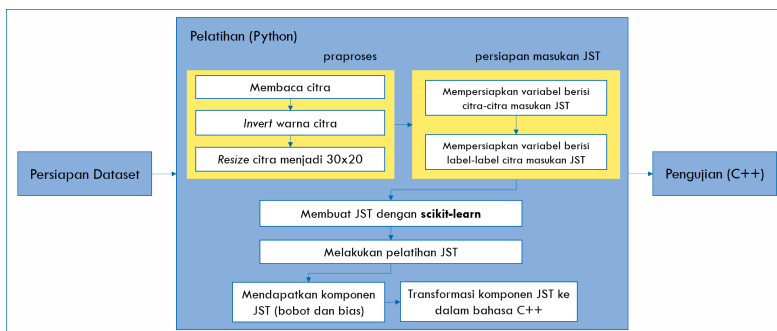 Pelatihan (Python)
praproses
persiapan masukan JST
Membaca citra
Invert warna citra
Resize citra menjadi 30x20
Mempersiapkan variabel berisi
citra-citra masukan JST
Mempersiapkan variabel berisi
label-label citra masukan JST
Persiapan Dataset
Pengujian (C++)
Membuat JST dengan scikit-learn
Melakukan pelatihan JST
Mendapatkan komponen
JST (bobot dan bias)
Transformasi komponen JST ke
dalam bahasa C++